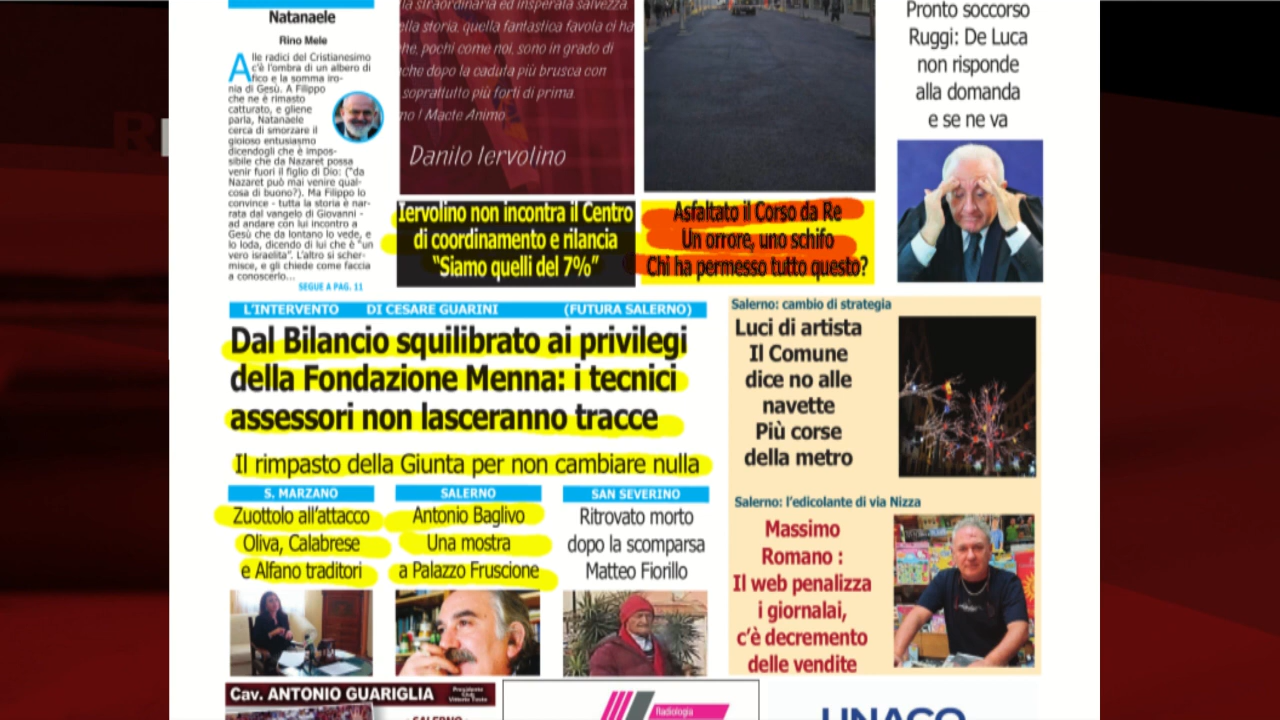 Natanaele
Rino Mele
Alle radici del Cristianesimo
c'è l'ombra di un albero di
fico e la somma iro-
nia di Gesù. A Filippo
che ne è rimasto
catturato, e gliene
parla, Natanaele
cerca di smorzare il
gioioso entusiasmo
dicendogli che è impos-
sibile che da Nazaret possa
venir fuori il figlio di Dio: ("da
Nazaret può mai venire qual-
cosa di buono?). Ma Filippo lo
convince - tutta la storia è nar-
rata dal vangelo di Giovanni -
ad andare con lui incontro a
Gesù che da lontano lo vede, e
lo loda, dicendo di lui che è "un
vero israelita". L'altro si scher-
misce, e gli chiede come faccia
a conoscerlo...
SEGUE A PAG. 11
la straordinaria ed insperata salvezza
ella storia, quella fantastica favola ci ha
he, pochi come noi, sono in grado di
che dopo la caduta più brusca con
soprattutto più forti di prima.
no ! Macte Animo.
Danilo Iervolino
Iervolino non incontra il Centro
di coordinamento e rilancia
"Siamo quelli del 7%"
Asfaltato il Corso da Re
Un orrore, uno schifo
Chi ha permesso tutto questo?
Pronto soccorso
Ruggi: De Luca
non risponde
alla domanda
e se ne va
L'INTERVENTO DI CESARE GUARINI (FUTURA SALERNO)
Dal Bilancio squilibrato ai privilegi
della Fondazione Menna: i tecnici
assessori non lasceranno tracce
Il rimpasto della Giunta per non cambiare nulla
S. MARZANO
Zuottolo all'attacco
Oliva, Calabrese
e Alfano traditori
SALERNO
Antonio Baglivo
Una mostra
a Palazzo Fruscione
SAN SEVERINO
Ritrovato morto
dopo la scomparsa
Matteo Fiorillo
Salerno: cambio di strategia
Luci di artista
Il Comune
dice no alle
navette
Più corse
della metro
Salerno: l'edicolante di via Nizza
Massimo
Romano :
Il web penalizza
i giornalai,
c'è decremento
delle vendite
Cav. ANTONIO GUARIGLIA
Presidente
Club
- SALERNO -
Radiologia